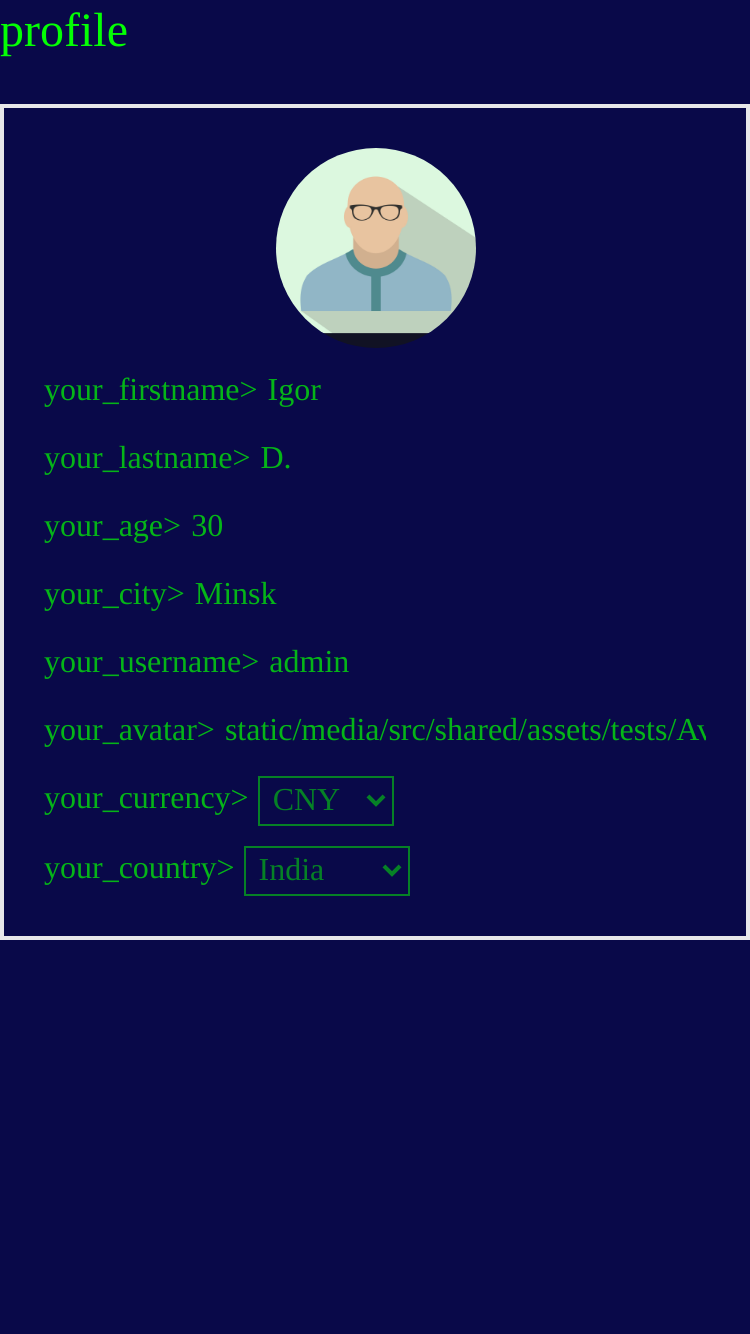 profile
your_firstname> Igor
your_lastname> D.
your_age> 30
your_city> Minsk
your_username> admin
your_avatar> static/media/src/shared/assets/tests/Av
your_currency> CNY
your_country> India